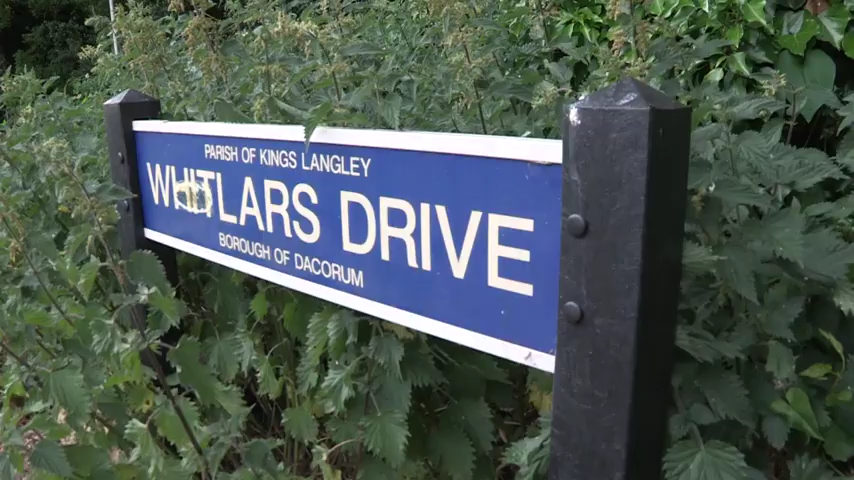 PARISH OF KINGS LANGLEY
WHITLARS DRIVE
BOROUGH OF DACORUM